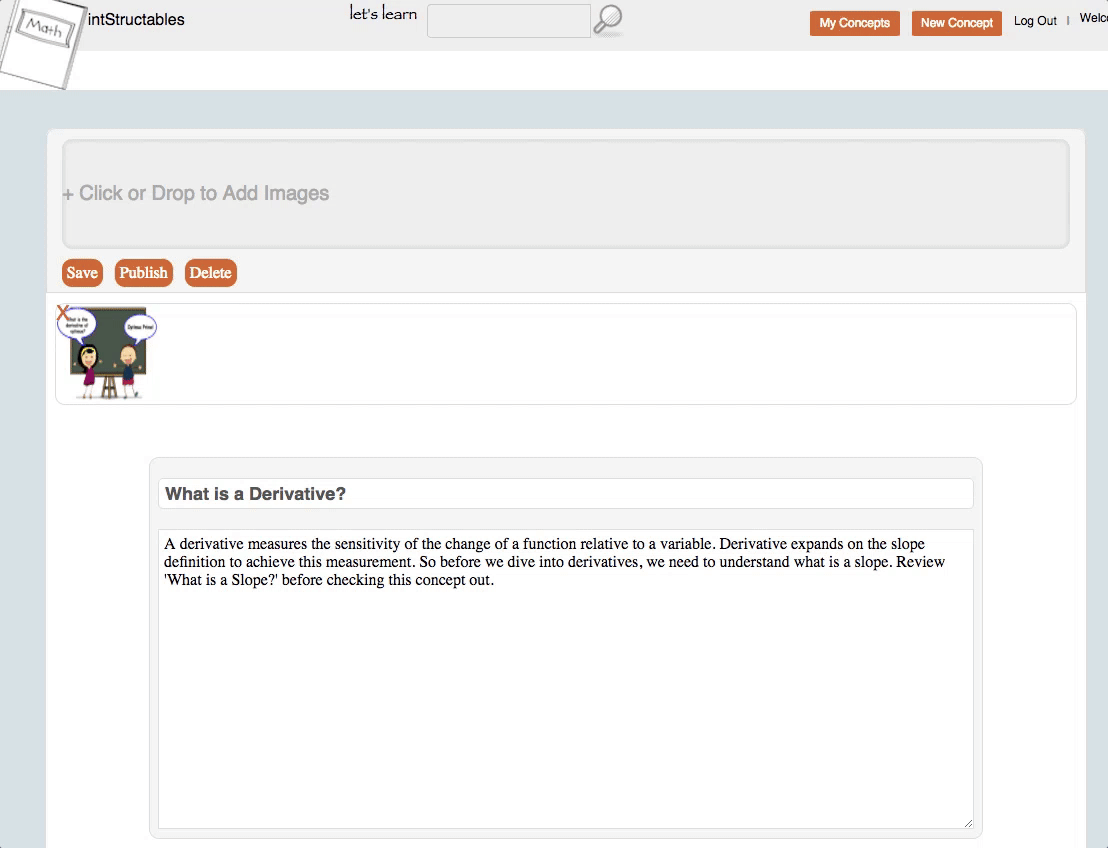 Math
intStructables
let's learn
My Concepts
New Concept
Log Out
I
Welc
+ Click or Drop to Add Images
Save
Publish
Delete
X
What is the
derivative of
optimus?
Optimus Prime!
What is a Derivative?
A derivative measures the sensitivity of the change of a function relative to a variable. Derivative expands on the slope
definition to achieve this measurement. So before we dive into derivatives, we need to understand what is a slope. Review
'What is a Slope?' before checking this concept out.